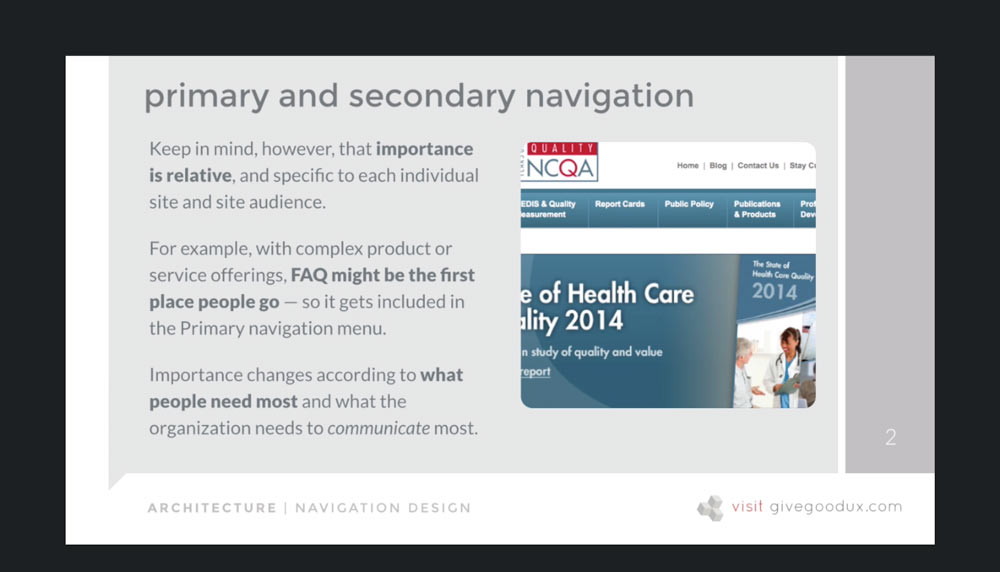 primary and secondary navigation
Keep in mind, however, that importance
is relative, and specific to each individual
site and site audience.
For example, with complex product or
service offerings, FAQ might be the first
place people go — so it gets included in
the Primary navigation menu.
Importance changes according to what
people need most and what the
organization needs to communicate most.
QUALITY
NCQA
Home | Blog | Contact Us | Stay
EDIS & Quality
easurement
Report Cards
Public Policy
Publications
& Products
Prof
Dev
e of Health Care
ality 2014
n study of quality and value
report
The State of
Health Care Quality
2014
2
ARCHITECTURE | NAVIGATION DESIGN
visit givegoodux.com